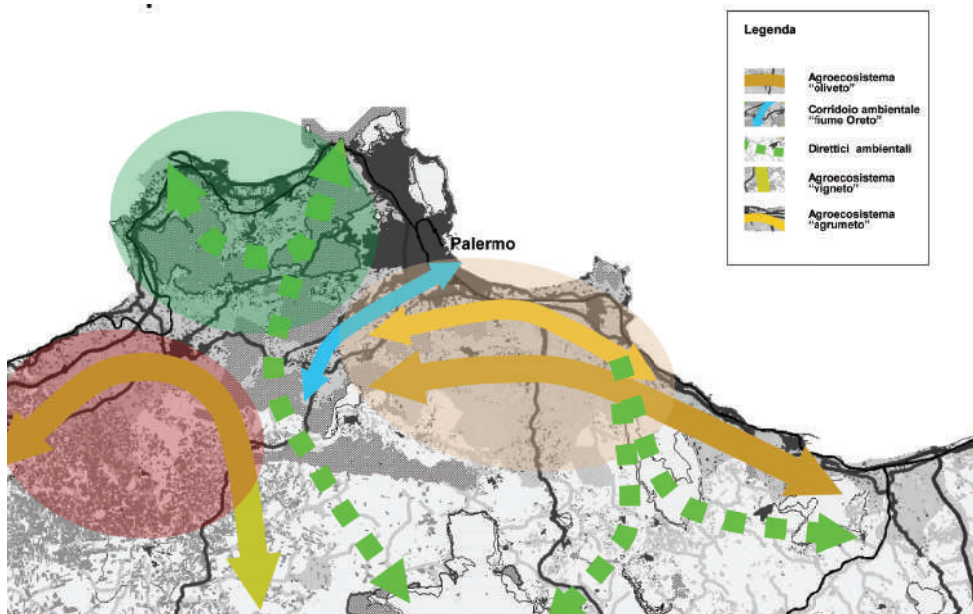 Legenda
Agroecosistema
"oliveto"
Corridoio ambientale
"fiume Oreto"
Direttici ambientali
Agroecosistema
"vigneto"
Agroecosistema
"agrumeto"
Palermo